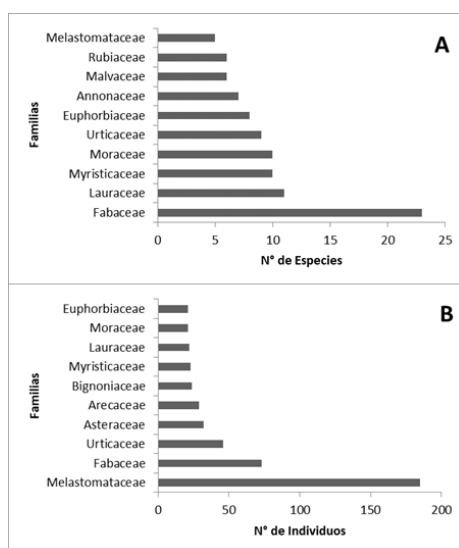 A
Familias
Melastomataceae
Rubiaceae
Malvaceae
Annonaceae
Euphorbiaceae
Urticaceae
Moraceae
Myristicaceae
Lauraceae
Fabaceae
0 5 10 15 20 25
N° de Especies
B
Familias
Euphorbiaceae
Moraceae
Lauraceae
Myristicaceae
Bignoniaceae
Arecaceae
Asteraceae
Urticaceae
Fabaceae
Melastomataceae
0 50 100 150 200
N° de Individuos